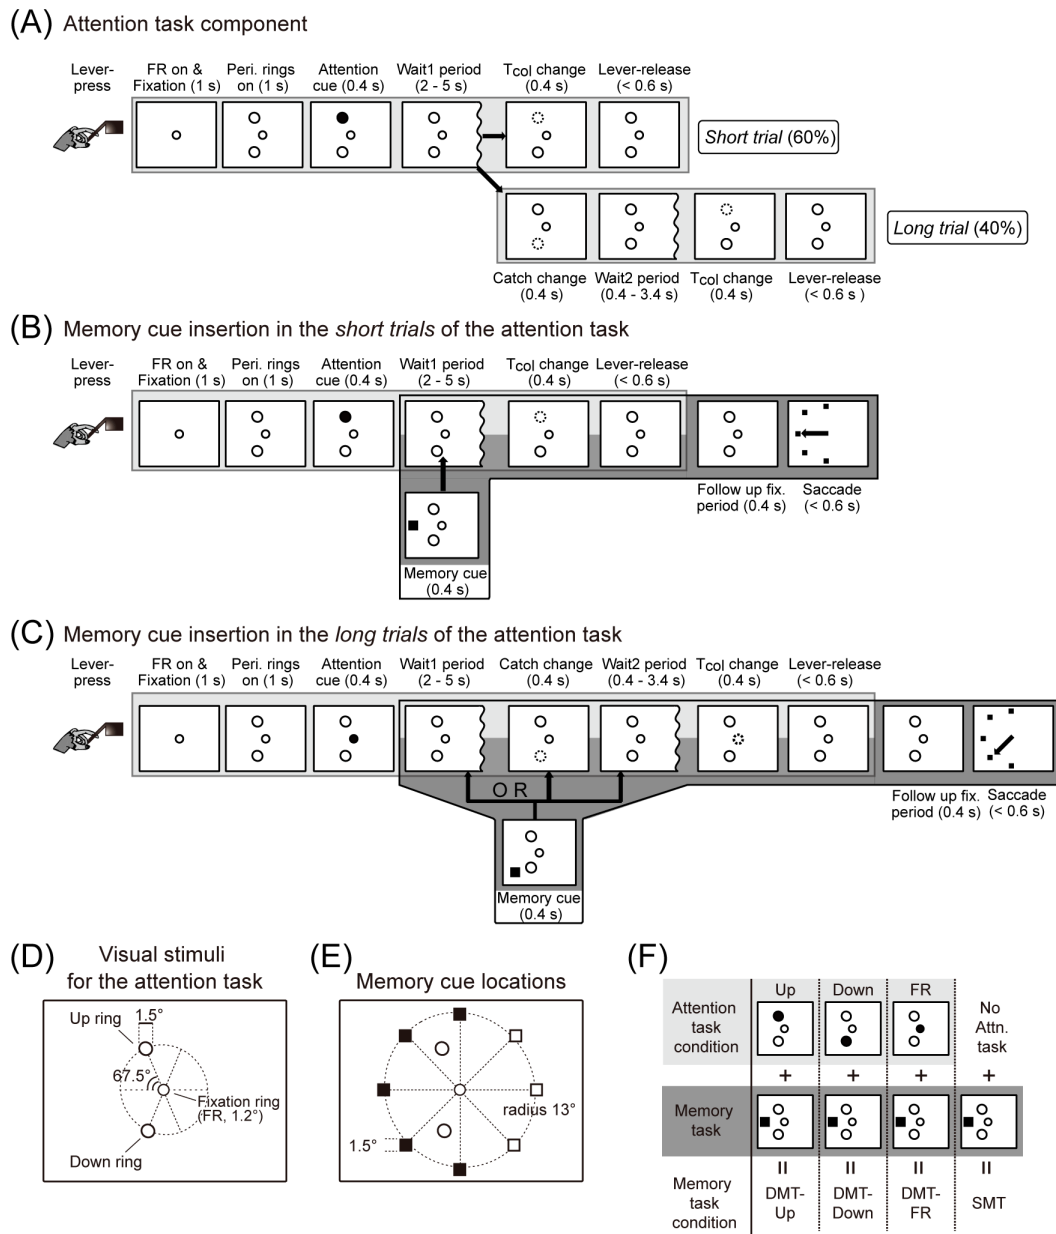 (A) Attention task component
Lever-
press
FR on &
Fixation (1 s)
Peri. rings
on (1 s)
Attention
cue (0.4 s)
Wait1 period
(2 - 5 s)
Tcol change
(0.4 s)
Lever-release
(< 0.6 s)
Short trial (60%)
Long trial (40%)
Catch change
(0.4 s)
Wait2 period
(0.4 - 3.4 s)
Tcol change
(0.4 s)
Lever-release
(< 0.6 s )
(B) Memory cue insertion in the short trials of the attention task
Lever-
press
FR on &
Fixation (1 s)
Peri. rings
on (1 s)
Attention
cue (0.4 s)
Wait1 period
(2 - 5 s)
Tcol change
(0.4 s)
Lever-release
(< 0.6 s)
Follow up fix.
period (0.4 s)
Saccade
(< 0.6 s)
Memory cue
(0.4 s)
(C) Memory cue insertion in the long trials of the attention task
Lever-
press
FR on &
Fixation (1 s)
Peri. rings
on (1 s)
Attention
cue (0.4 s)
Wait1 period
(2 - 5 s)
Catch change
(0.4 s)
Wait2 period
(0.4 - 3.4 s)
Tcol change
(0.4 s)
Lever-release
(< 0.6 s)
OR
Follow up fix.
period (0.4 s)
Saccade
(< 0.6 s)
Memory cue
(0.4 s)
(D) Visual stimuli
for the attention task
Up ring
1.5°
67.5°
Fixation ring
(FR, 1.2°)
Down ring
(E) Memory cue locations
radius 13°
1.5°
(F)
Attention
task
condition
Up
Down
FR
No
Attn.
task
+ + + +
Memory
task
= = = =
Memory
task
condition
DMT-
Up
DMT-
Down
DMT-
FR
SMT